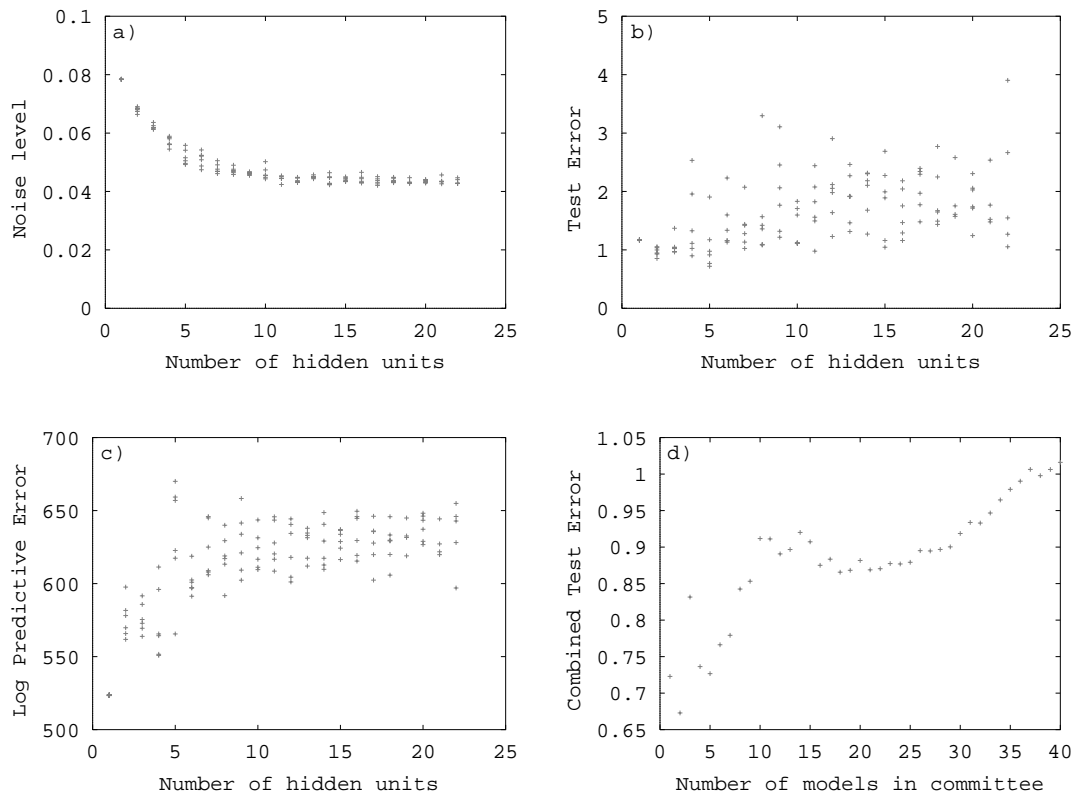 a)
Noise level
0.1
0.08
0.06
0.04
0.02
0
0 5 10 15 20 25
Number of hidden units
b)
Test Error
5
4
3
2
1
0
0 5 10 15 20 25
Number of hidden units
c)
Log Predictive Error
700
650
600
550
500
0 5 10 15 20 25
Number of hidden units
d)
Combined Test Error
1.05
1
0.95
0.9
0.85
0.8
0.75
0.7
0.65
0 5 10 15 20 25 30 35 40
Number of models in committee